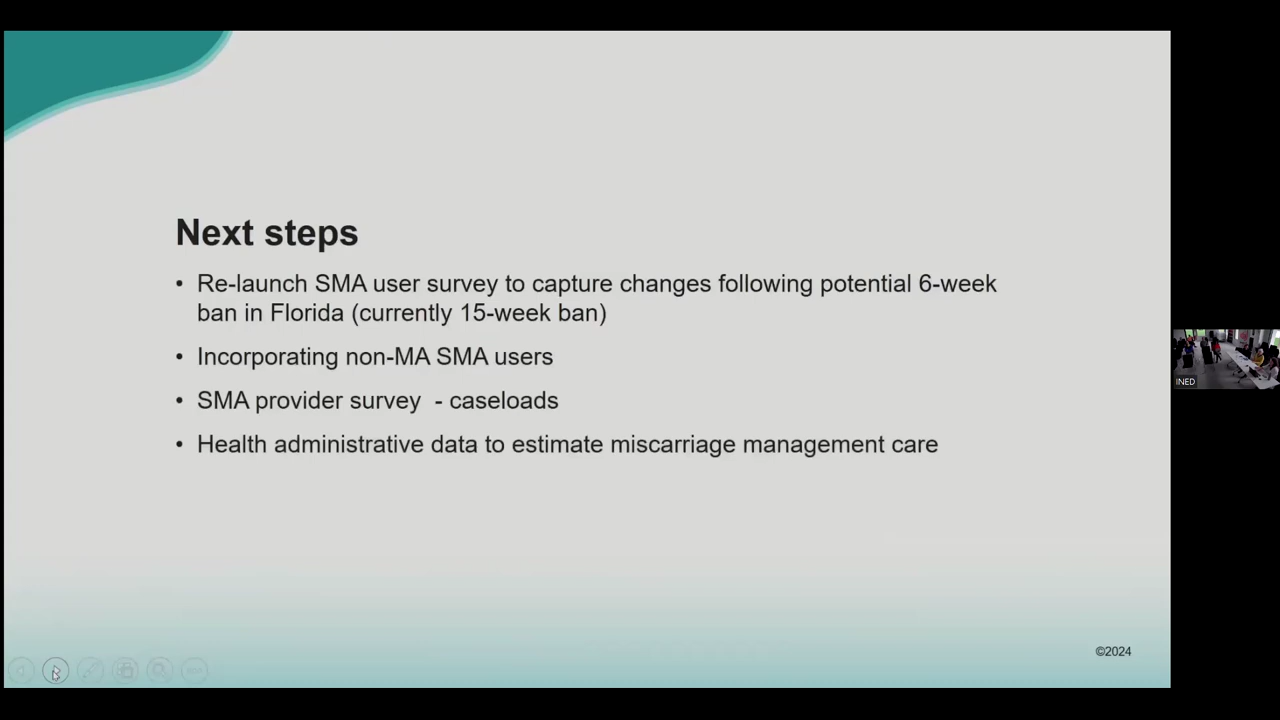 Next steps
• Re-launch SMA user survey to capture changes following potential 6-week
ban in Florida (currently 15-week ban)
• Incorporating non-MA SMA users
• SMA provider survey  - caseloads
• Health administrative data to estimate miscarriage management care
INED
©2024